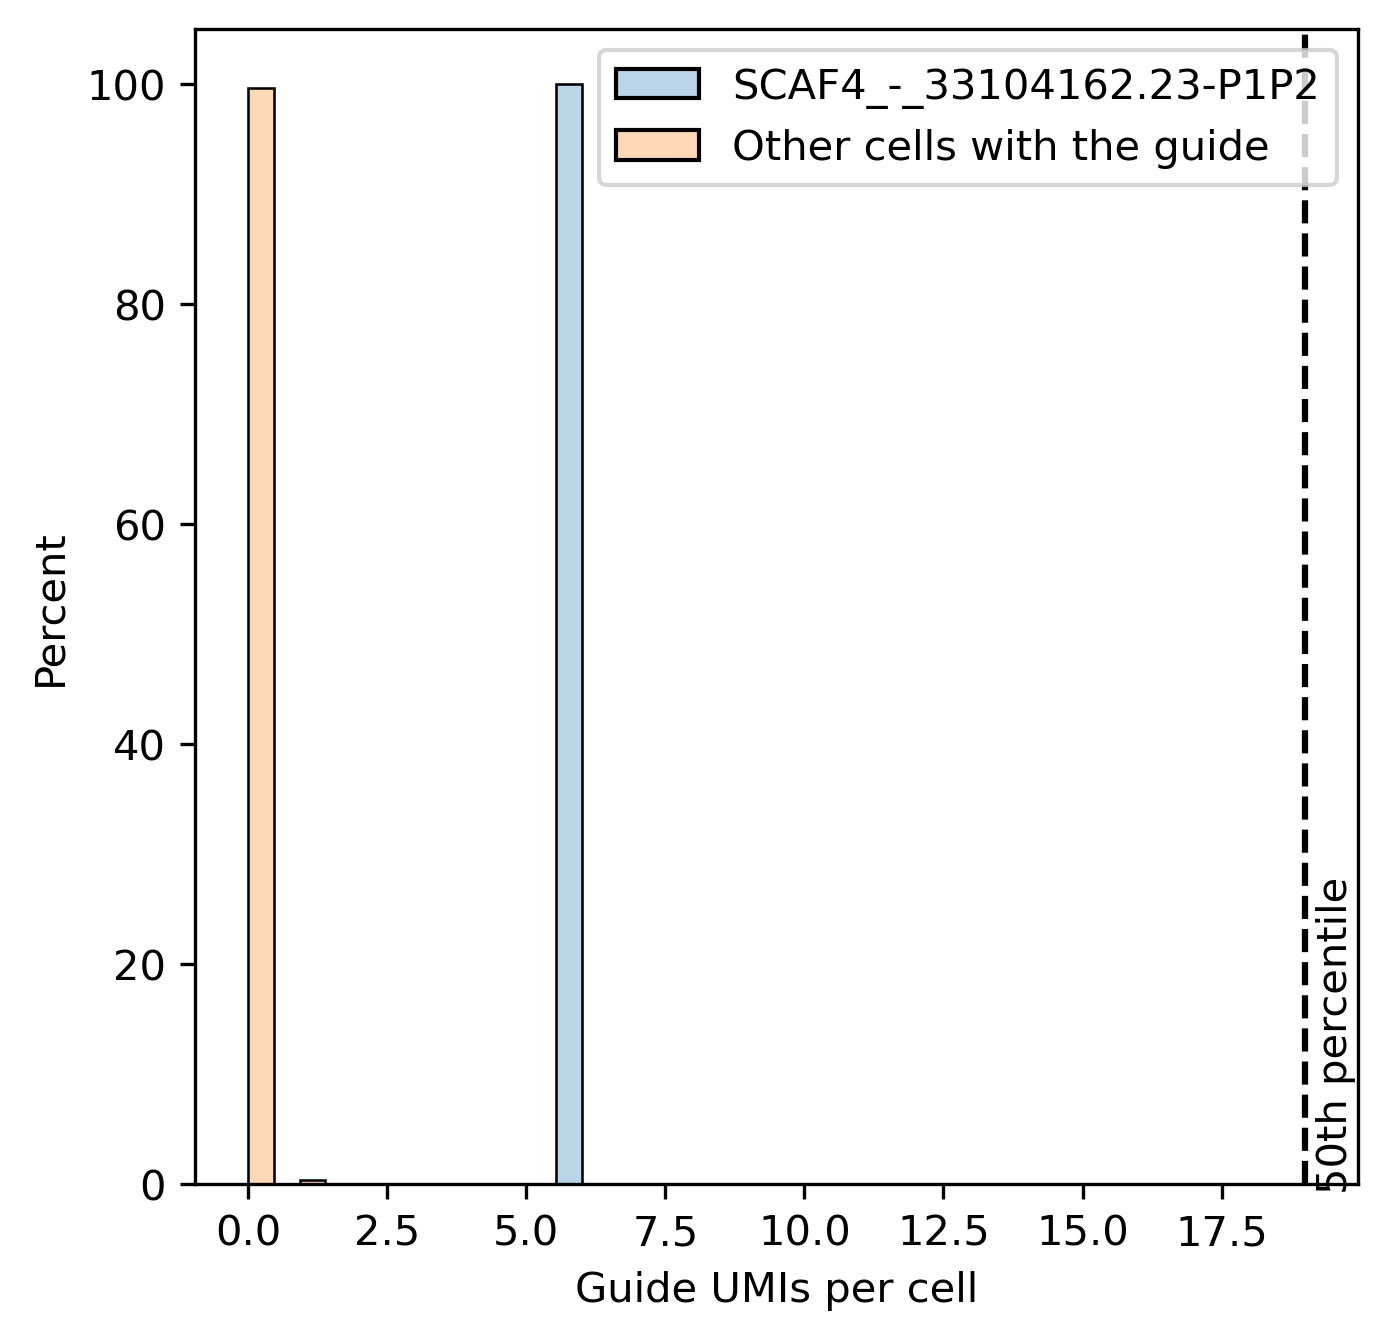 SCAF4_-_33104162.23-P1P2
Other cells with the guide
100
80
60
40
20
0
Percent
50th percentile
0.0 2.5 5.0 7.5 10.0 12.5 15.0 17.5
Guide UMIs per cell